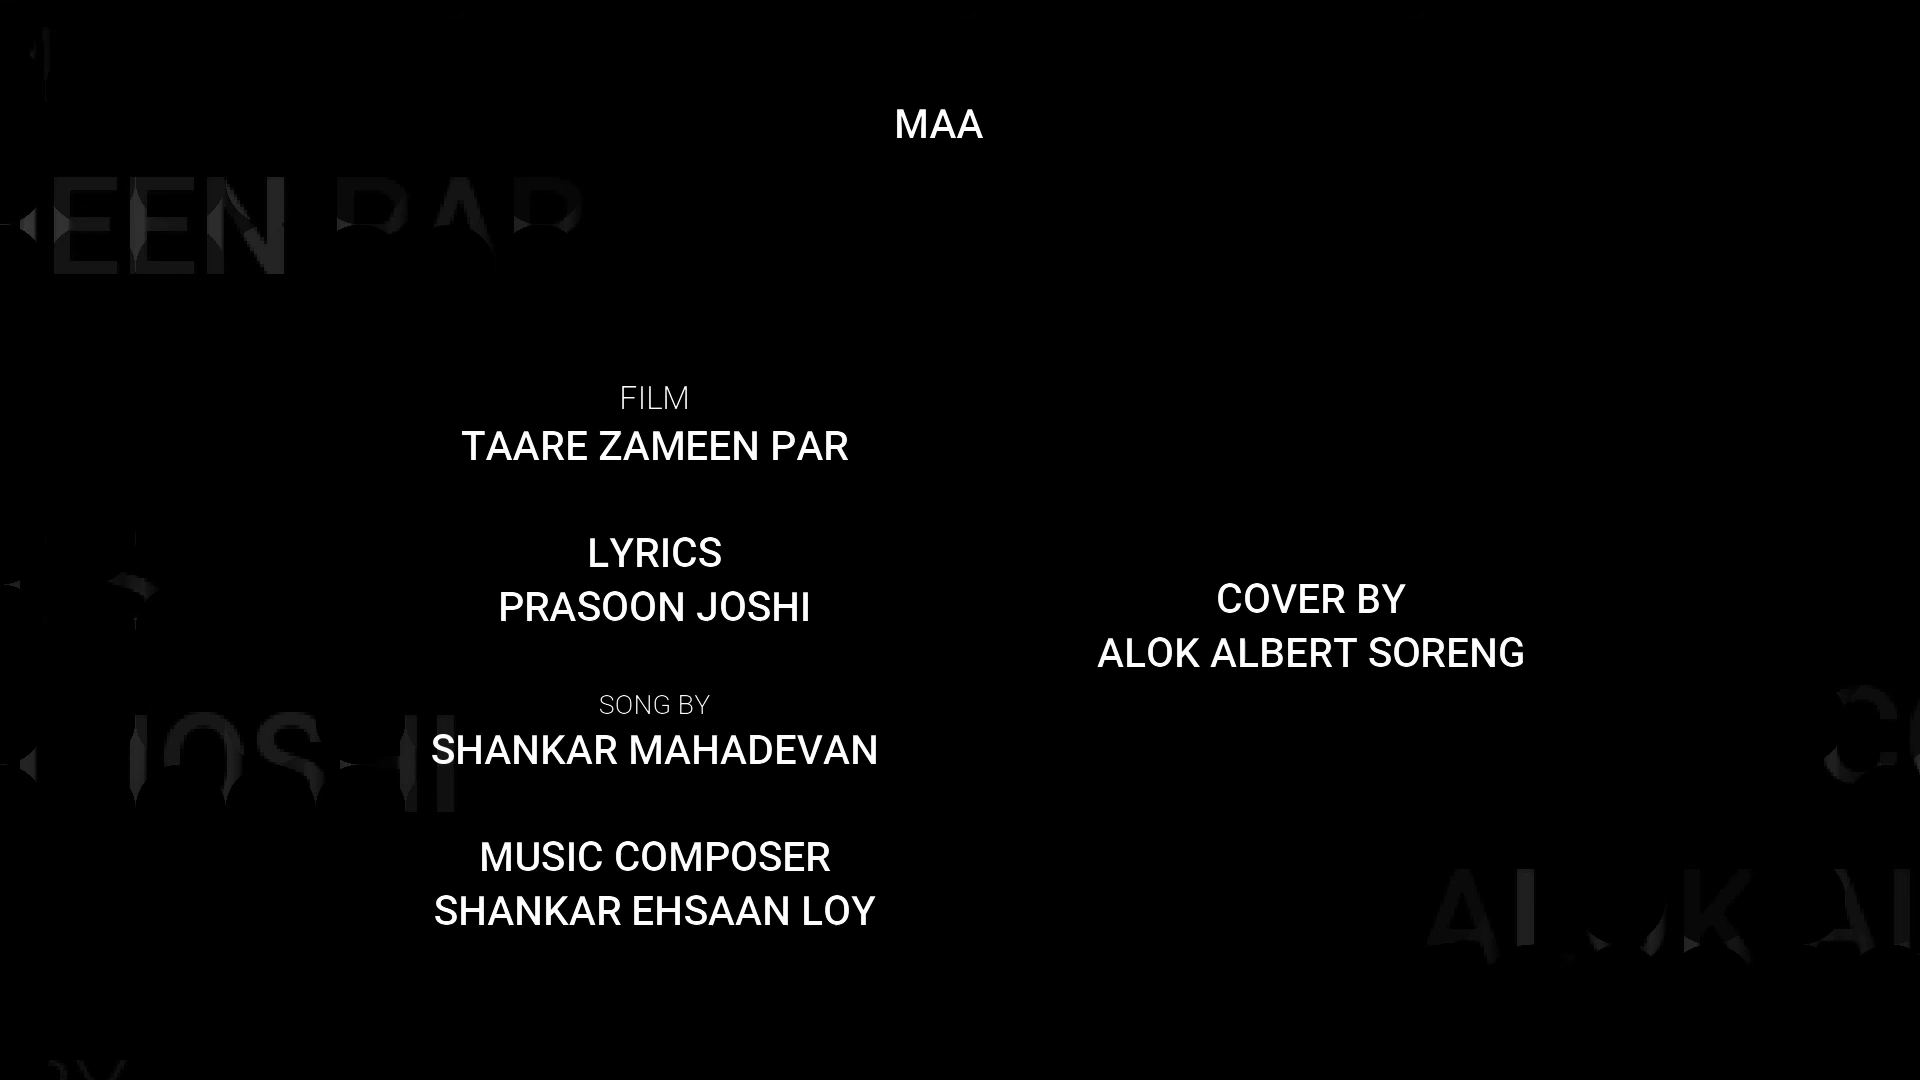 MAA
FILM
TAARE ZAMEEN PAR
LYRICS
PRASOON JOSHI
SONG BY
SHANKAR MAHADEVAN
MUSIC COMPOSER
SHANKAR EHSAAN LOY
COVER BY
ALOK ALBERT SORENG